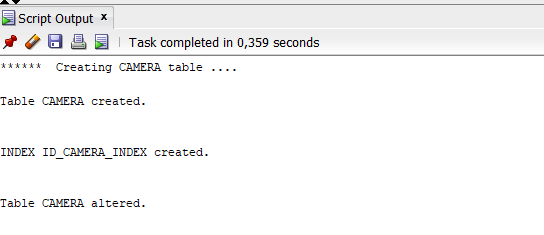 Script Output x
Task completed in 0,359 seconds
****** Creating CAMERA table ....
Table CAMERA created.
INDEX ID_CAMERA_INDEX created.
Table CAMERA altered.